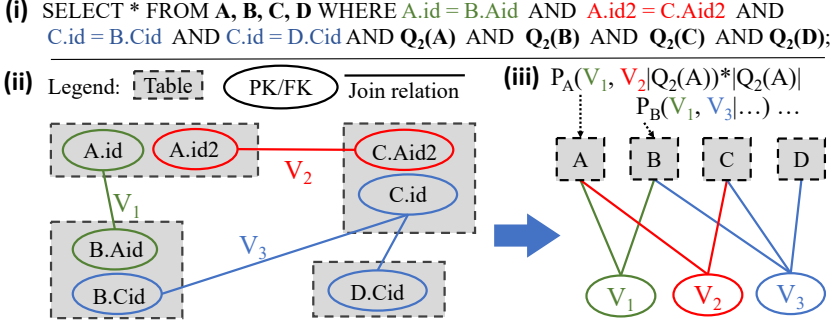 (i) SELECT * FROM A, B, C, D WHERE A.id = B.Aid AND A.id2 = C.Aid2 AND
C.id = B.Cid AND C.id = D.Cid AND Q₂(A) AND Q₂(B) AND Q₂(C) AND Q₂(D);
(ii) Legend: Table PK/FK Join relation
A.id A.id2 C.Aid2
V₂
C.id
V₁
V₃
B.Aid
B.Cid D.Cid
(iii) P_A(V₁, V₂|Q₂(A))*|Q₂(A)|
P_B(V₁, V₃|…) …
A B C D
V₁ V₂ V₃